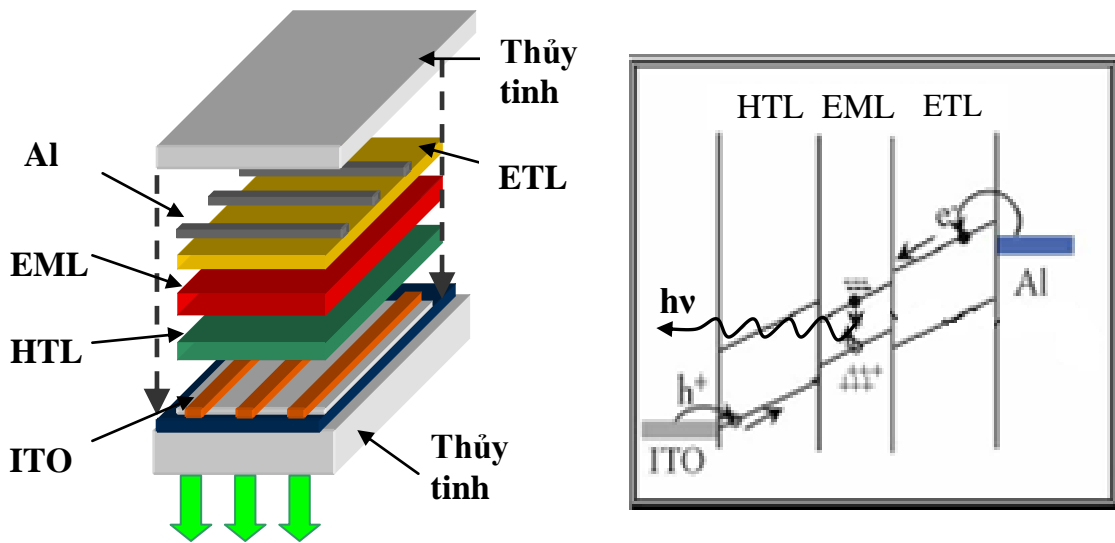 Thủy
tinh
Al
ETL
EML
HTL
ITO
Thủy
tinh
HTL EML ETL
e-
Al
hν
h+
ITO